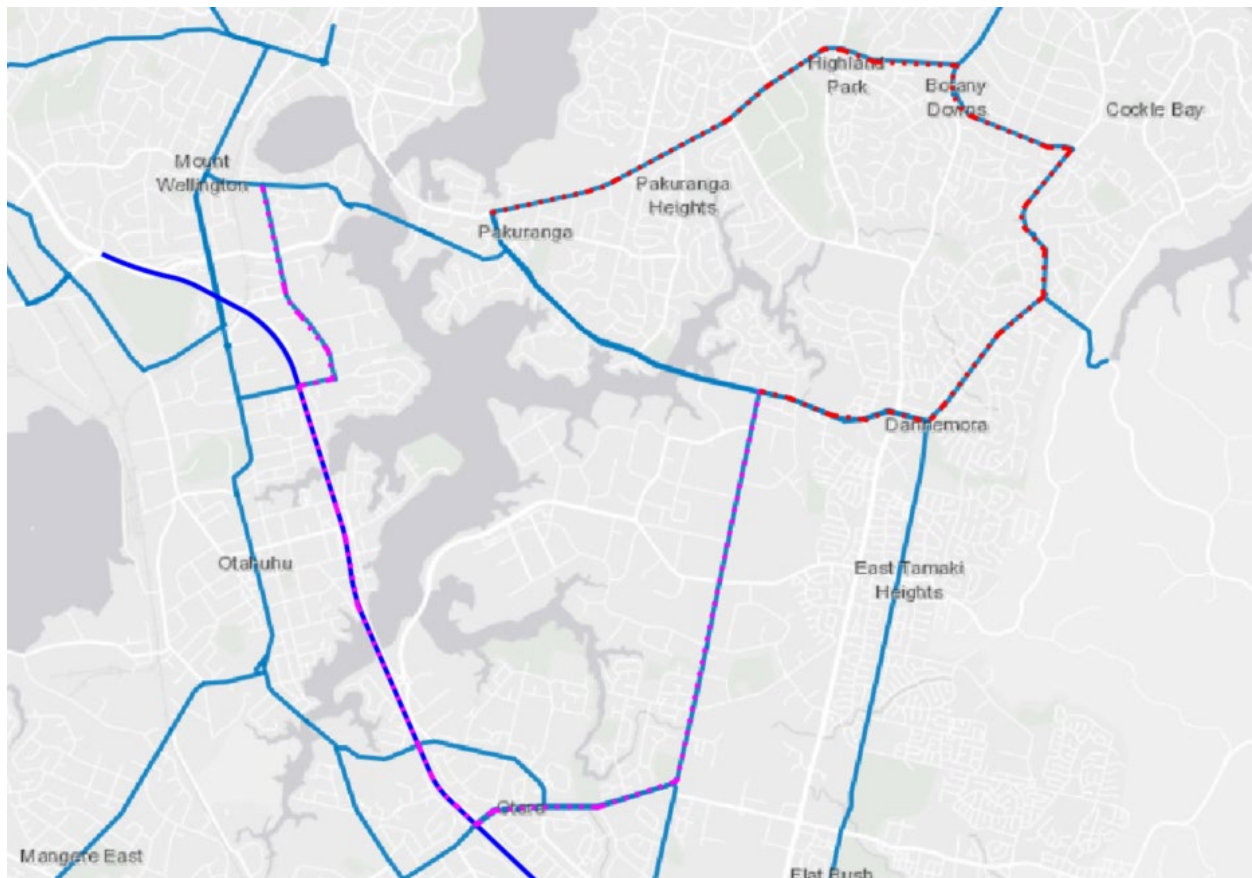 Highland
Park
Botany
Downs
Cockle Bay
Mount
Wellington
Pakuranga
Heights
Pakuranga
Dannemora
Otahuhu
East Tamaki
Heights
Otara
Mangere East
Flat Bush